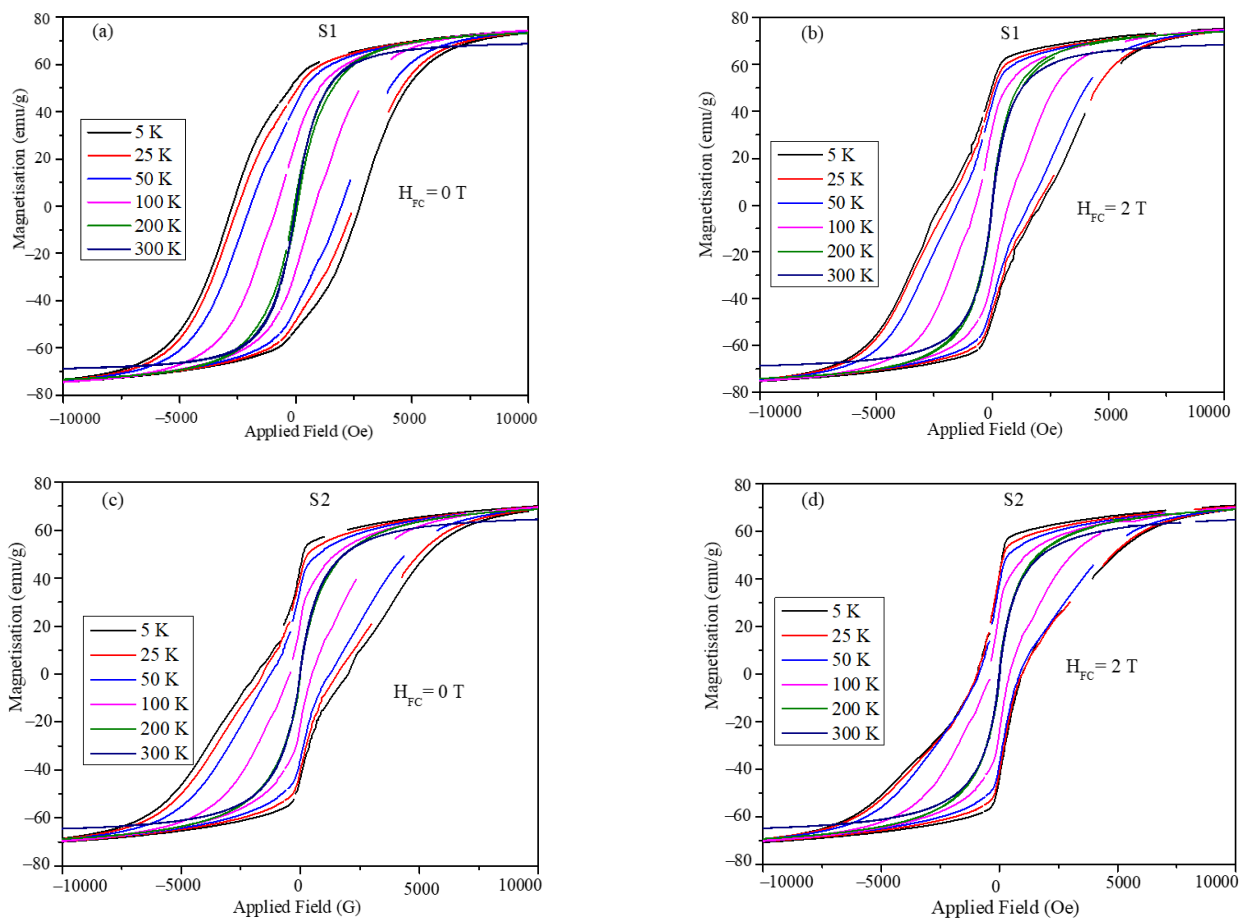 (a) S1
80
60
40
20
0
−20
−40
−60
−80
Magnetisation (emu/g)
5 K
25 K
50 K
100 K
200 K
300 K
H_FC= 0 T
−10000 −5000 0 5000 10000
Applied Field (Oe)
(b) S1
80
60
40
20
0
−20
−40
−60
−80
Magnetisation (emu/g)
5 K
25 K
50 K
100 K
200 K
300 K
H_FC= 2 T
−10000 −5000 0 5000 10000
Applied Field (Oe)
(c) S2
80
60
40
20
0
−20
−40
−60
−80
Magnetisation (emu/g)
5 K
25 K
50 K
100 K
200 K
300 K
H_FC= 0 T
−10000 −5000 0 5000 10000
Applied Field (G)
(d) S2
80
60
40
20
0
−20
−40
−60
−80
Magnetisation (emu/g)
5 K
25 K
50 K
100 K
200 K
300 K
H_FC= 2 T
−10000 −5000 0 5000 10000
Applied Field (Oe)